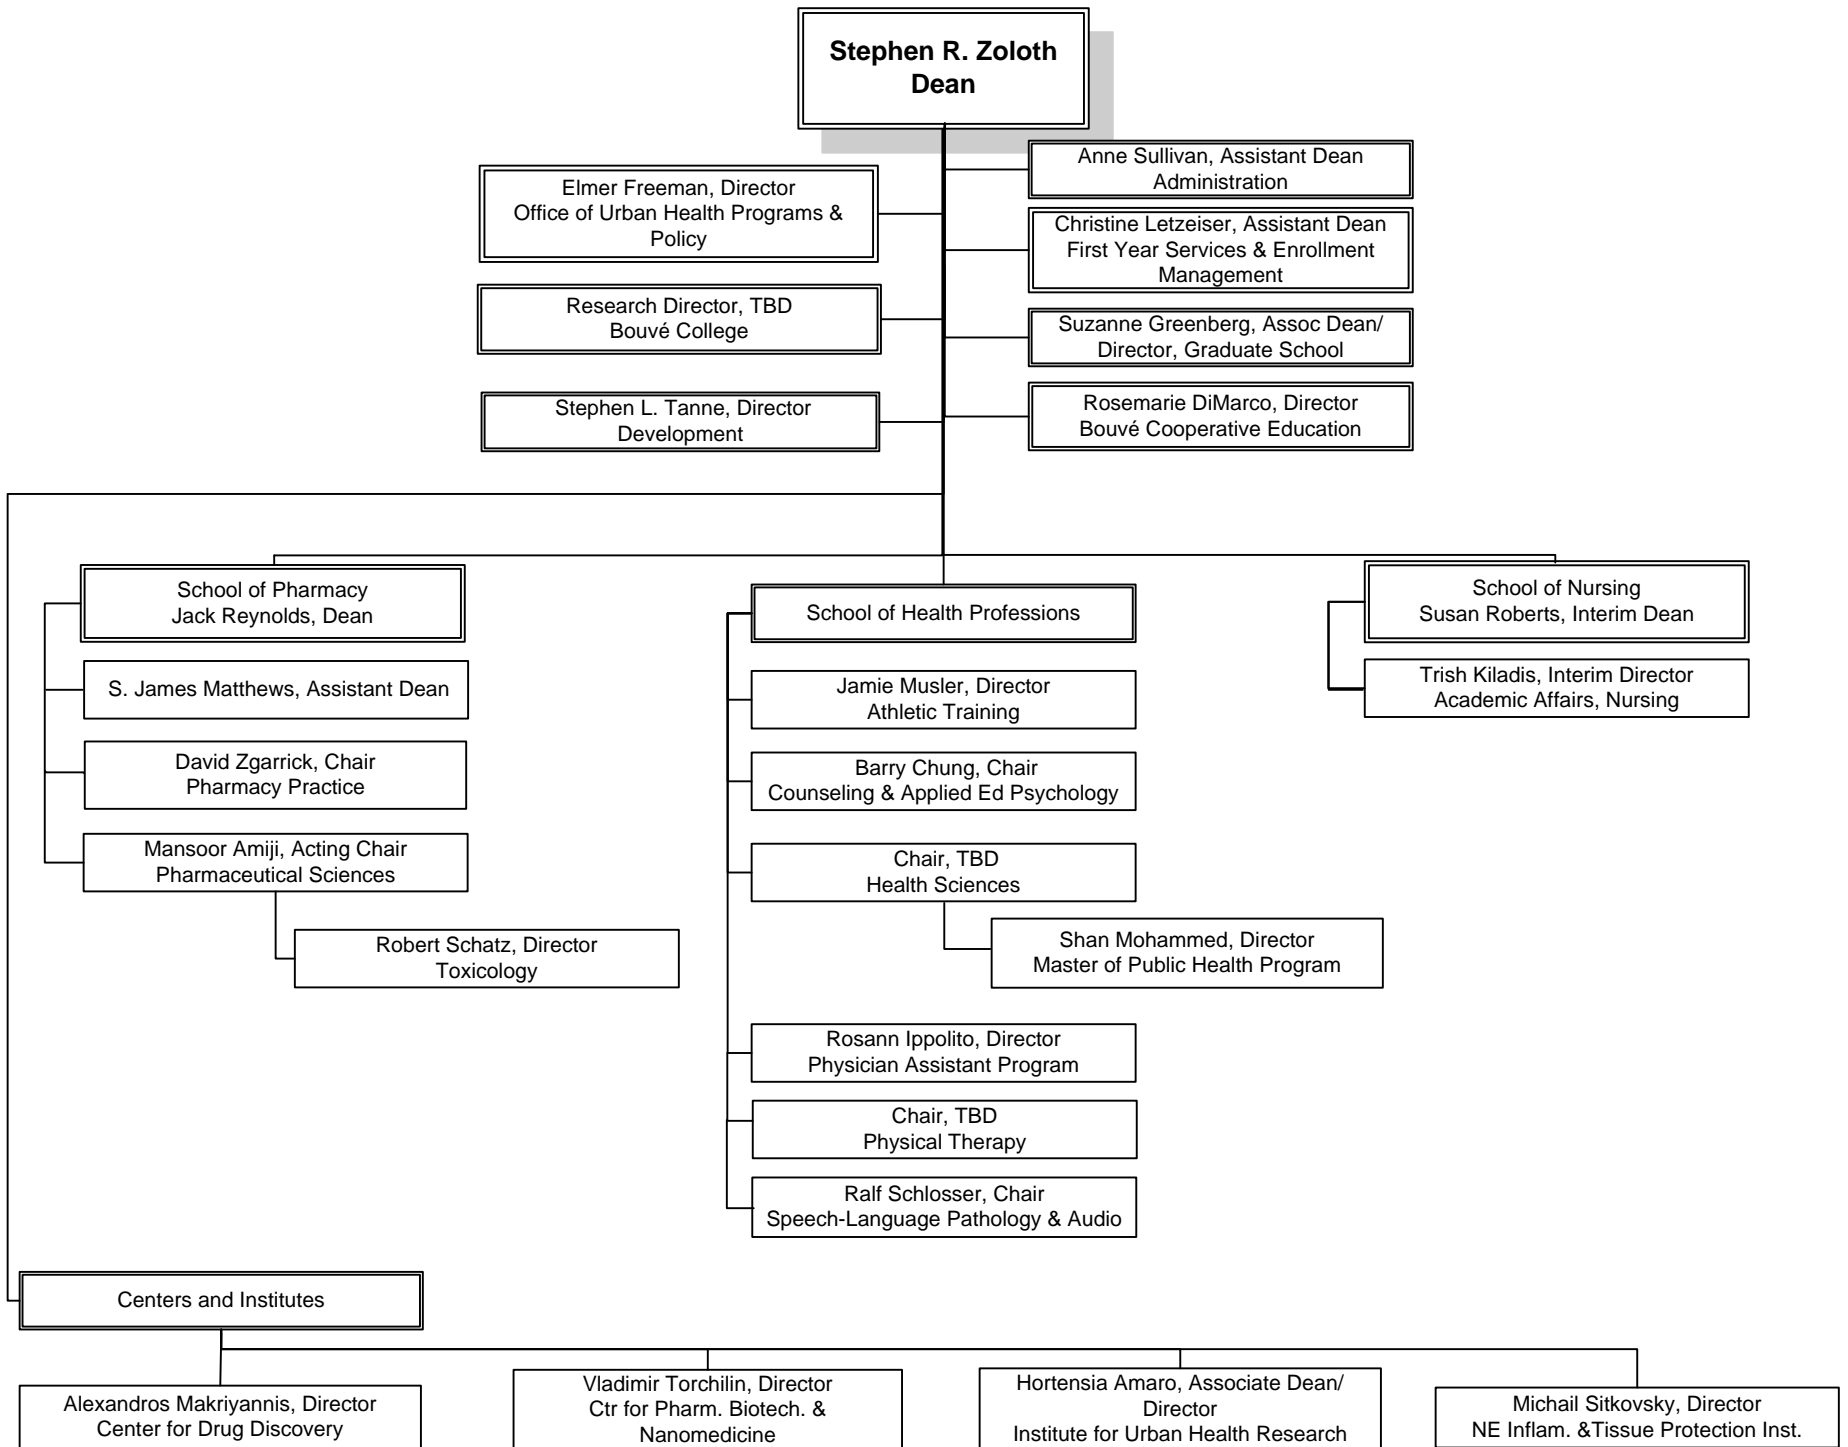 Stephen R. Zoloth
Dean
Elmer Freeman, Director
Office of Urban Health Programs &
Policy
Research Director, TBD
Bouvé College
Stephen L. Tanne, Director
Development
Anne Sullivan, Assistant Dean
Administration
Christine Letzeiser, Assistant Dean
First Year Services & Enrollment
Management
Suzanne Greenberg, Assoc Dean/
Director, Graduate School
Rosemarie DiMarco, Director
Bouvé Cooperative Education
School of Pharmacy
Jack Reynolds, Dean
S. James Matthews, Assistant Dean
David Zgarrick, Chair
Pharmacy Practice
Mansoor Amiji, Acting Chair
Pharmaceutical Sciences
Robert Schatz, Director
Toxicology
School of Health Professions
Jamie Musler, Director
Athletic Training
Barry Chung, Chair
Counseling & Applied Ed Psychology
Chair, TBD
Health Sciences
Shan Mohammed, Director
Master of Public Health Program
Rosann Ippolito, Director
Physician Assistant Program
Chair, TBD
Physical Therapy
Ralf Schlosser, Chair
Speech-Language Pathology & Audio
School of Nursing
Susan Roberts, Interim Dean
Trish Kiladis, Interim Director
Academic Affairs, Nursing
Centers and Institutes
Alexandros Makriyannis, Director
Center for Drug Discovery
Vladimir Torchilin, Director
Ctr for Pharm. Biotech. &
Nanomedicine
Hortensia Amaro, Associate Dean/
Director
Institute for Urban Health Research
Michail Sitkovsky, Director
NE Inflam. &Tissue Protection Inst.